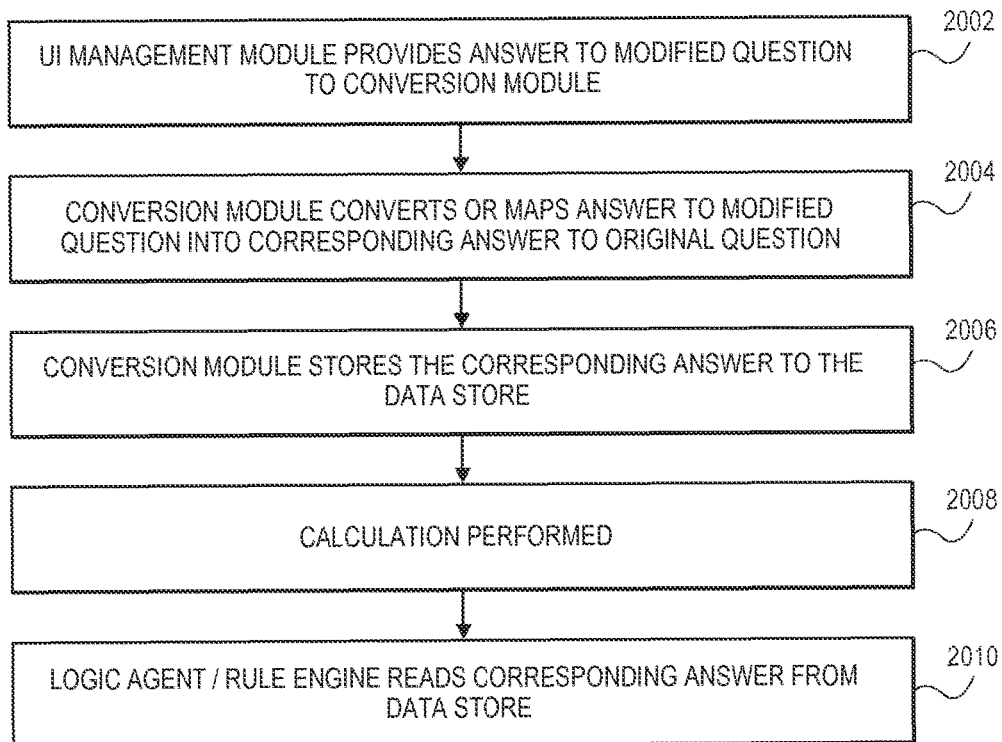 2002
UI MANAGEMENT MODULE PROVIDES ANSWER TO MODIFIED QUESTION
TO CONVERSION MODULE
2004
CONVERSION MODULE CONVERTS OR MAPS ANSWER TO MODIFIED
QUESTION INTO CORRESPONDING ANSWER TO ORIGINAL QUESTION
2006
CONVERSION MODULE STORES THE CORRESPONDING ANSWER TO THE
DATA STORE
2008
CALCULATION PERFORMED
2010
LOGIC AGENT / RULE ENGINE READS CORRESPONDING ANSWER FROM
DATA STORE